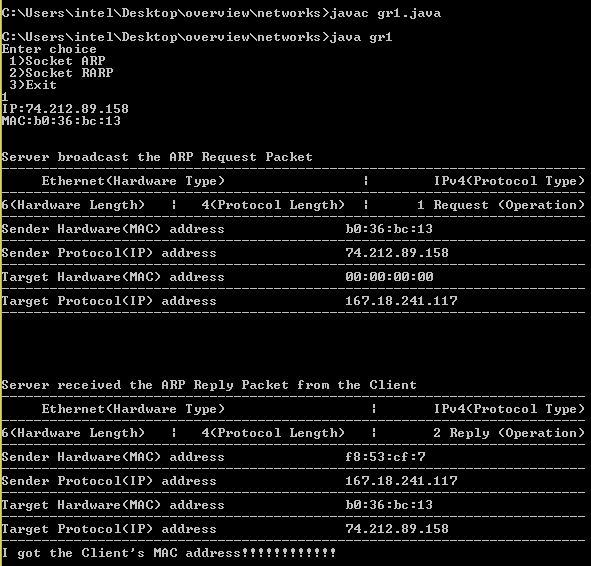 C:\Users\intel\Desktop\overview\networks>javac gr1.java
C:\Users\intel\Desktop\overview\networks>java gr1
Enter choice
1)Socket ARP
2)Socket RARP
3)Exit
1
IP:74.212.89.158
MAC:b0:36:bc:13
Server broadcast the ARP Request Packet
Ethernet(Hardware Type) | IPv4(Protocol Type)
6(Hardware Length) | 4(Protocol Length) | 1 Request (Operation)
Sender Hardware(MAC) address b0:36:bc:13
Sender Protocol(IP) address 74.212.89.158
Target Hardware(MAC) address 00:00:00:00
Target Protocol(IP) address 167.18.241.117
Server received the ARP Reply Packet from the Client
Ethernet(Hardware Type) | IPv4(Protocol Type)
6(Hardware Length) | 4(Protocol Length) | 2 Reply (Operation)
Sender Hardware(MAC) address f8:53:cf:7
Sender Protocol(IP) address 167.18.241.117
Target Hardware(MAC) address b0:36:bc:13
Target Protocol(IP) address 74.212.89.158
I got the Client's MAC address!!!!!!!!!!!!